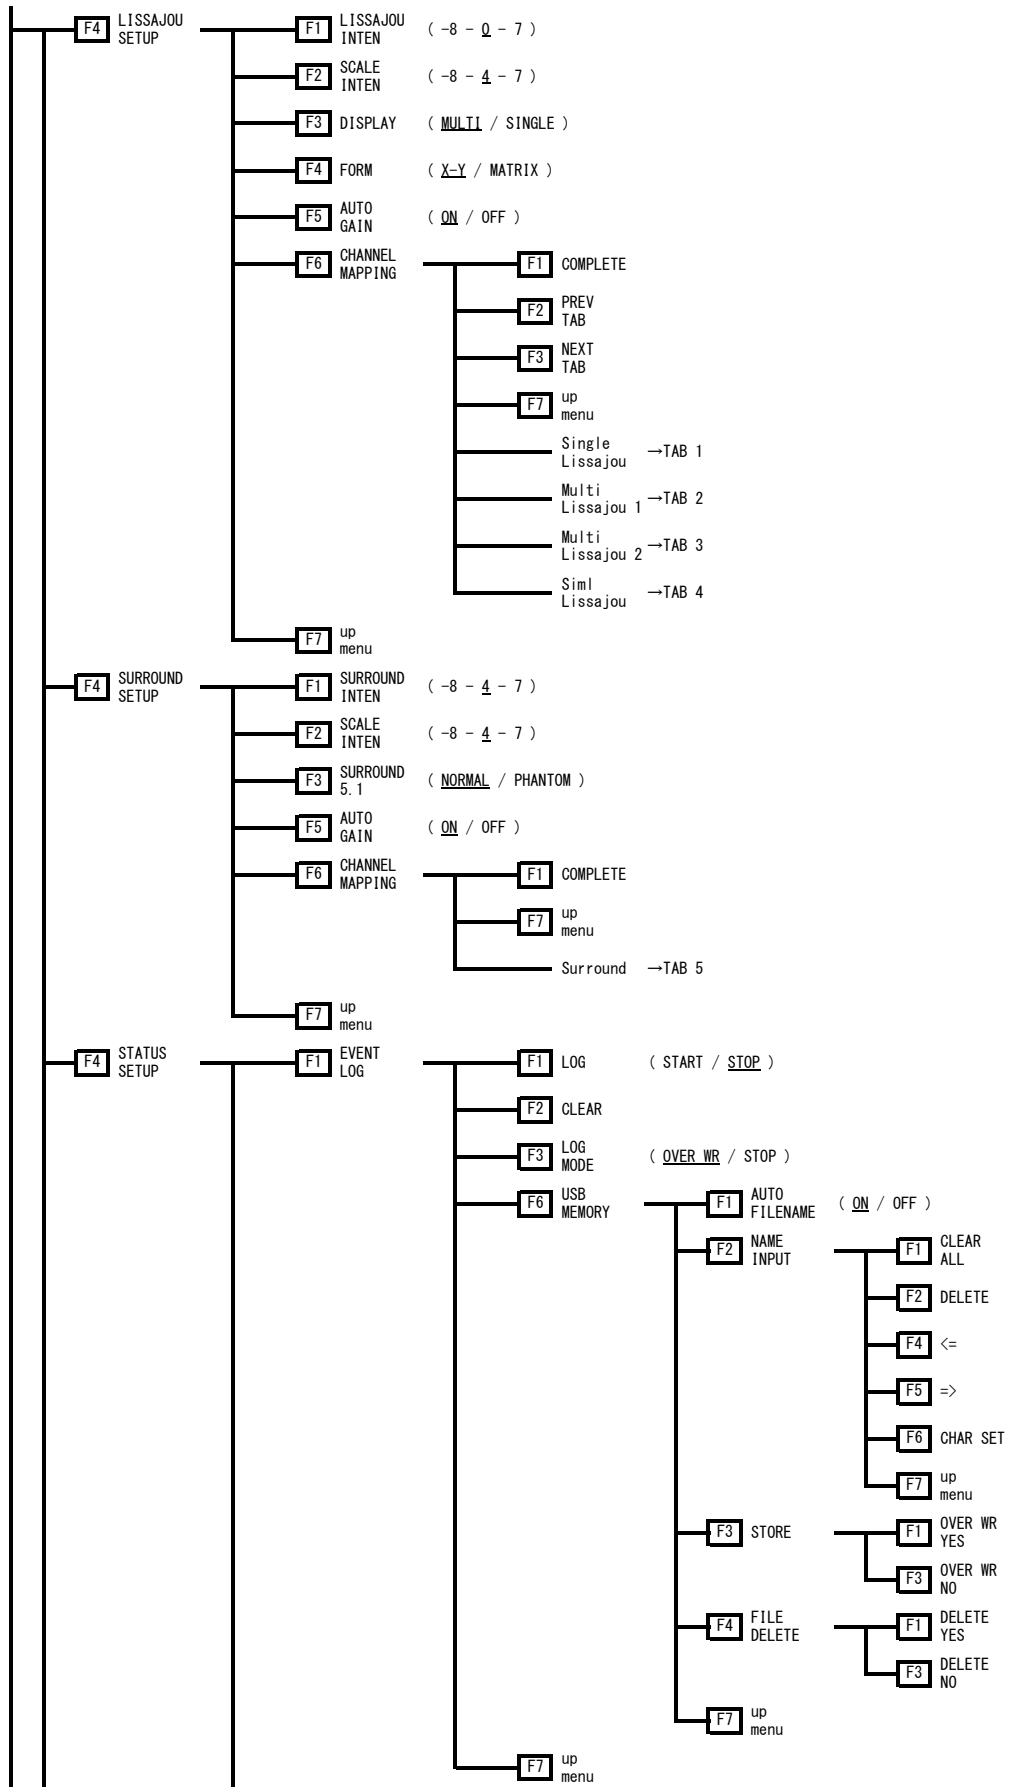 F4 LISSAJOU F1 LISSAJOU ( -8 - 0 - 7 )
SETUP INTEN
F2 SCALE ( -8 - 4 - 7 )
INTEN
F3 DISPLAY ( MULTI / SINGLE )
F4 FORM ( X-Y / MATRIX )
F5 AUTO ( ON / OFF )
GAIN
F6 CHANNEL F1 COMPLETE
MAPPING
F2 PREV
TAB
F3 NEXT
TAB
F7 up
menu
Single →TAB 1
Lissajou
Multi →TAB 2
Lissajou 1
Multi →TAB 3
Lissajou 2
Siml →TAB 4
Lissajou
F7 up
menu
F4 SURROUND F1 SURROUND ( -8 - 4 - 7 )
SETUP INTEN
F2 SCALE ( -8 - 4 - 7 )
INTEN
F3 SURROUND ( NORMAL / PHANTOM )
5.1
F5 AUTO ( ON / OFF )
GAIN
F6 CHANNEL F1 COMPLETE
MAPPING
F7 up
menu
Surround →TAB 5
F7 up
menu
F4 STATUS F1 EVENT F1 LOG ( START / STOP )
SETUP LOG
F2 CLEAR
F3 LOG ( OVER WR / STOP )
MODE
F6 USB F1 AUTO ( ON / OFF )
MEMORY FILENAME
F2 NAME F1 CLEAR
INPUT ALL
F2 DELETE
F4 <=
F5 =>
F6 CHAR SET
F7 up
menu
F3 STORE F1 OVER WR
YES
F3 OVER WR
NO
F4 FILE F1 DELETE
DELETE YES
F3 DELETE
NO
F7 up
menu
F7 up
menu